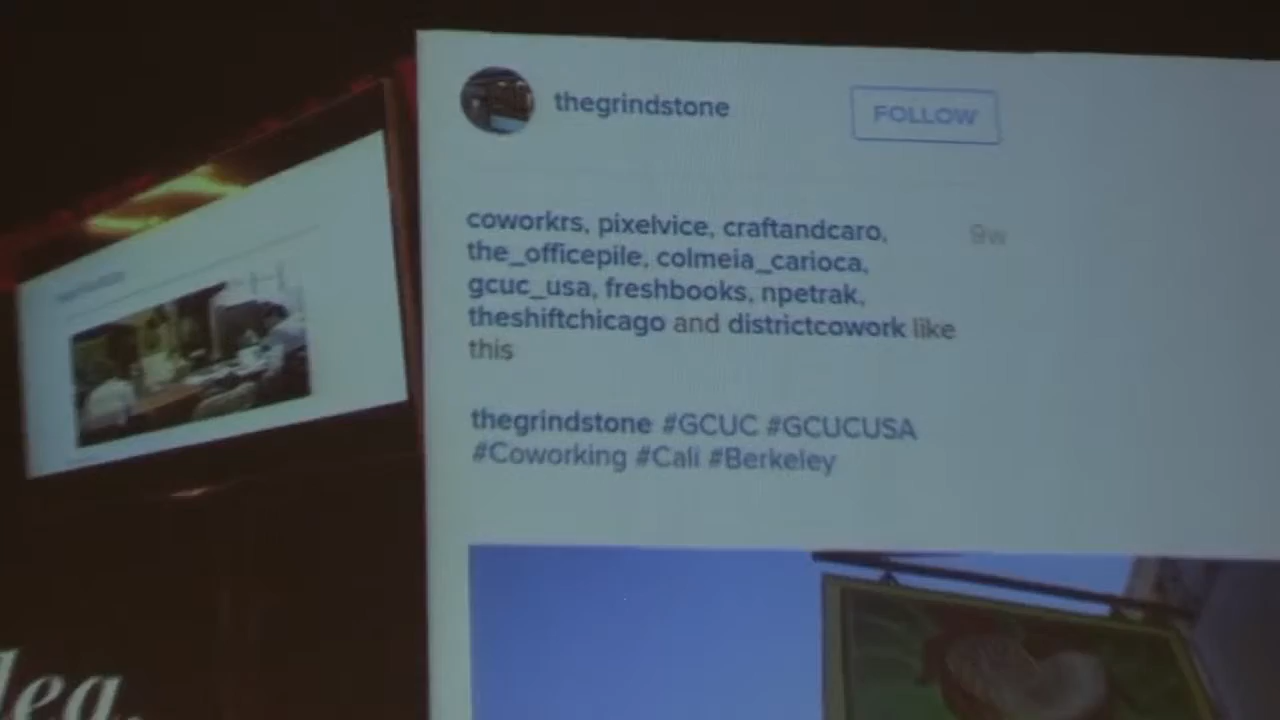 thegrindstone
FOLLOW
coworkrs, pixelvice, craftandcaro,
9w
the_officepile, colmeia_carioca,
gcuc_usa, freshbooks, npetrak,
theshiftchicago and districtcowork like
this
thegrindstone #GCUC #GCUCUSA
#Coworking #Cali #Berkeley